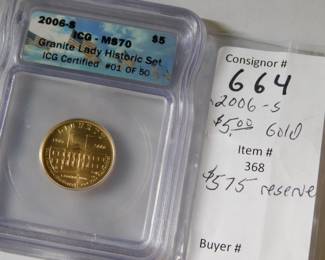 2006-S
ICG - MS70 $5
Granite Lady Historic Set
ICG Certified #01 OF 50
LIBERTY
Consignor #
664
2006-S
$5.00 Gold
Item #
368
$575 reserve
Buyer #